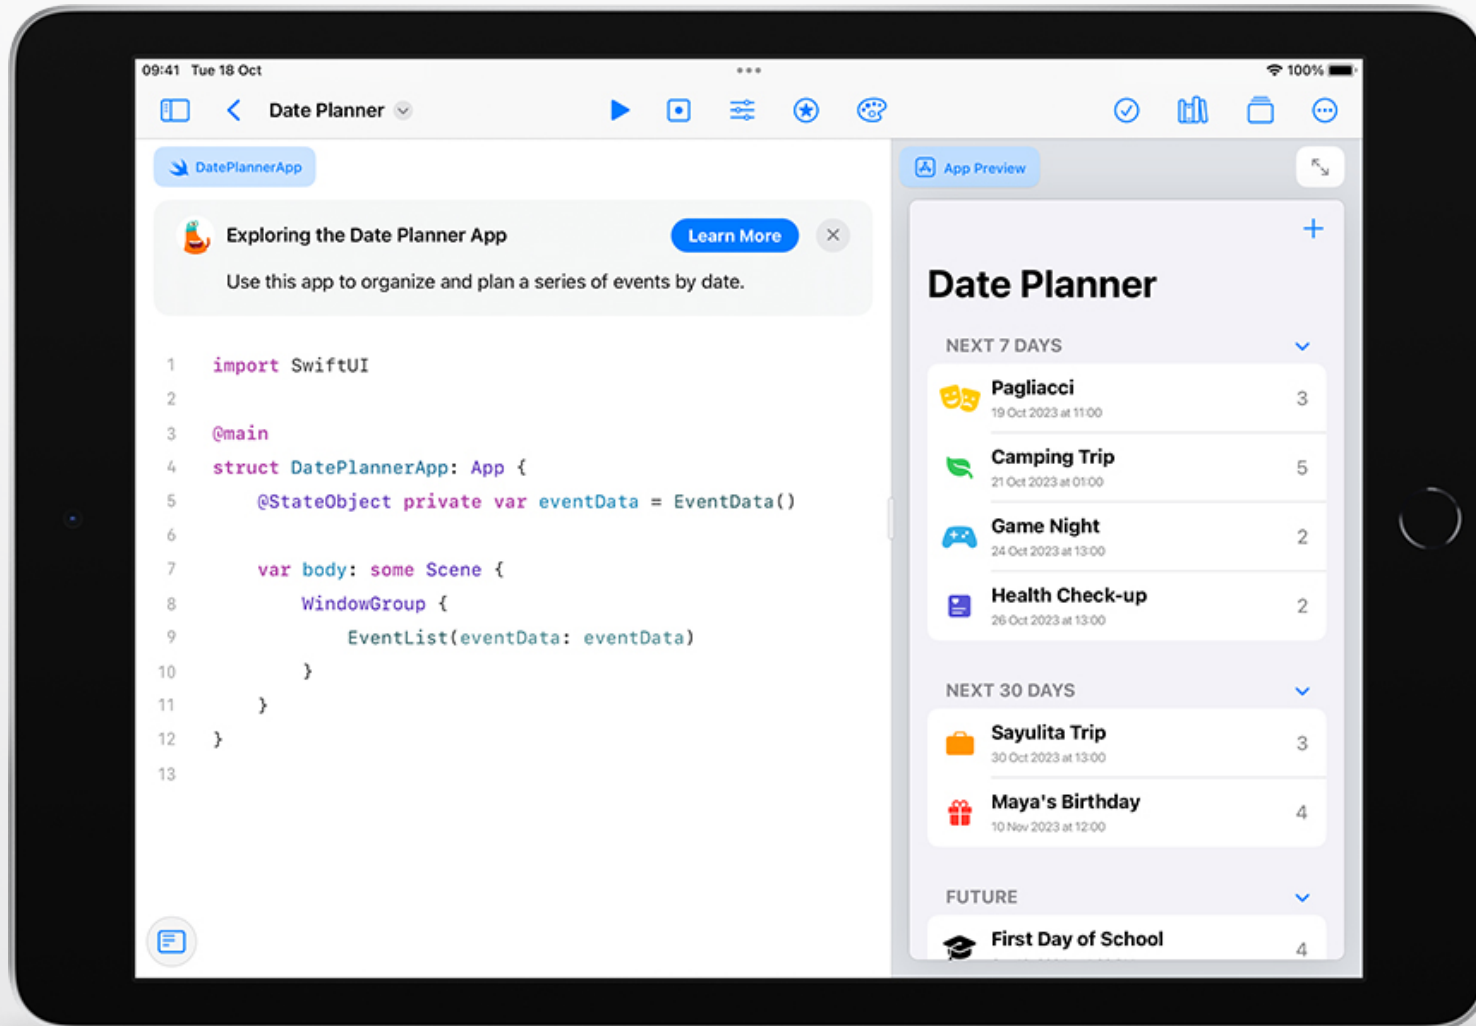 09:41 Tue 18 Oct
100%
Date Planner
DatePlannerApp
Exploring the Date Planner App
Learn More
Use this app to organize and plan a series of events by date.
1 import SwiftUI
2
3 @main
4 struct DatePlannerApp: App {
5 @StateObject private var eventData = EventData()
6
7 var body: some Scene {
8 WindowGroup {
9 EventList(eventData: eventData)
10 }
11 }
12 }
13
App Preview
Date Planner
NEXT 7 DAYS
Pagliacci 3
19 Oct 2023 at 11:00
Camping Trip 5
21 Oct 2023 at 01:00
Game Night 2
24 Oct 2023 at 13:00
Health Check-up 2
26 Oct 2023 at 13:00
NEXT 30 DAYS
Sayulita Trip 3
30 Oct 2023 at 13:00
Maya's Birthday 4
10 Nov 2023 at 12:00
FUTURE
First Day of School 4